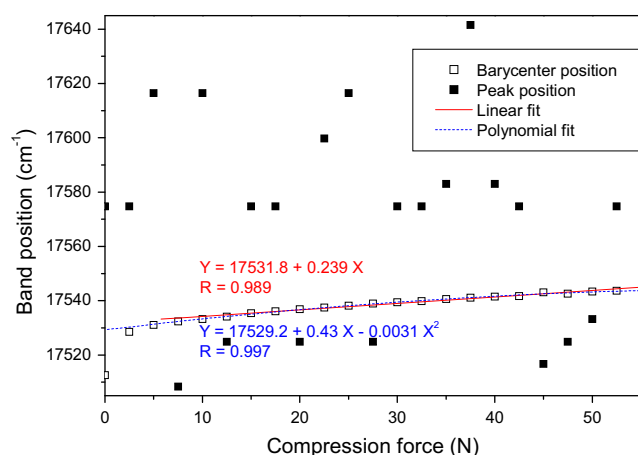 17640
17620
17600
17580
17560
17540
17520
Band position (cm⁻¹)
Barycenter position
Peak position
Linear fit
Polynomial fit
Y = 17531.8 + 0.239 X
R = 0.989
Y = 17529.2 + 0.43 X - 0.0031 X²
R = 0.997
0 10 20 30 40 50
Compression force (N)